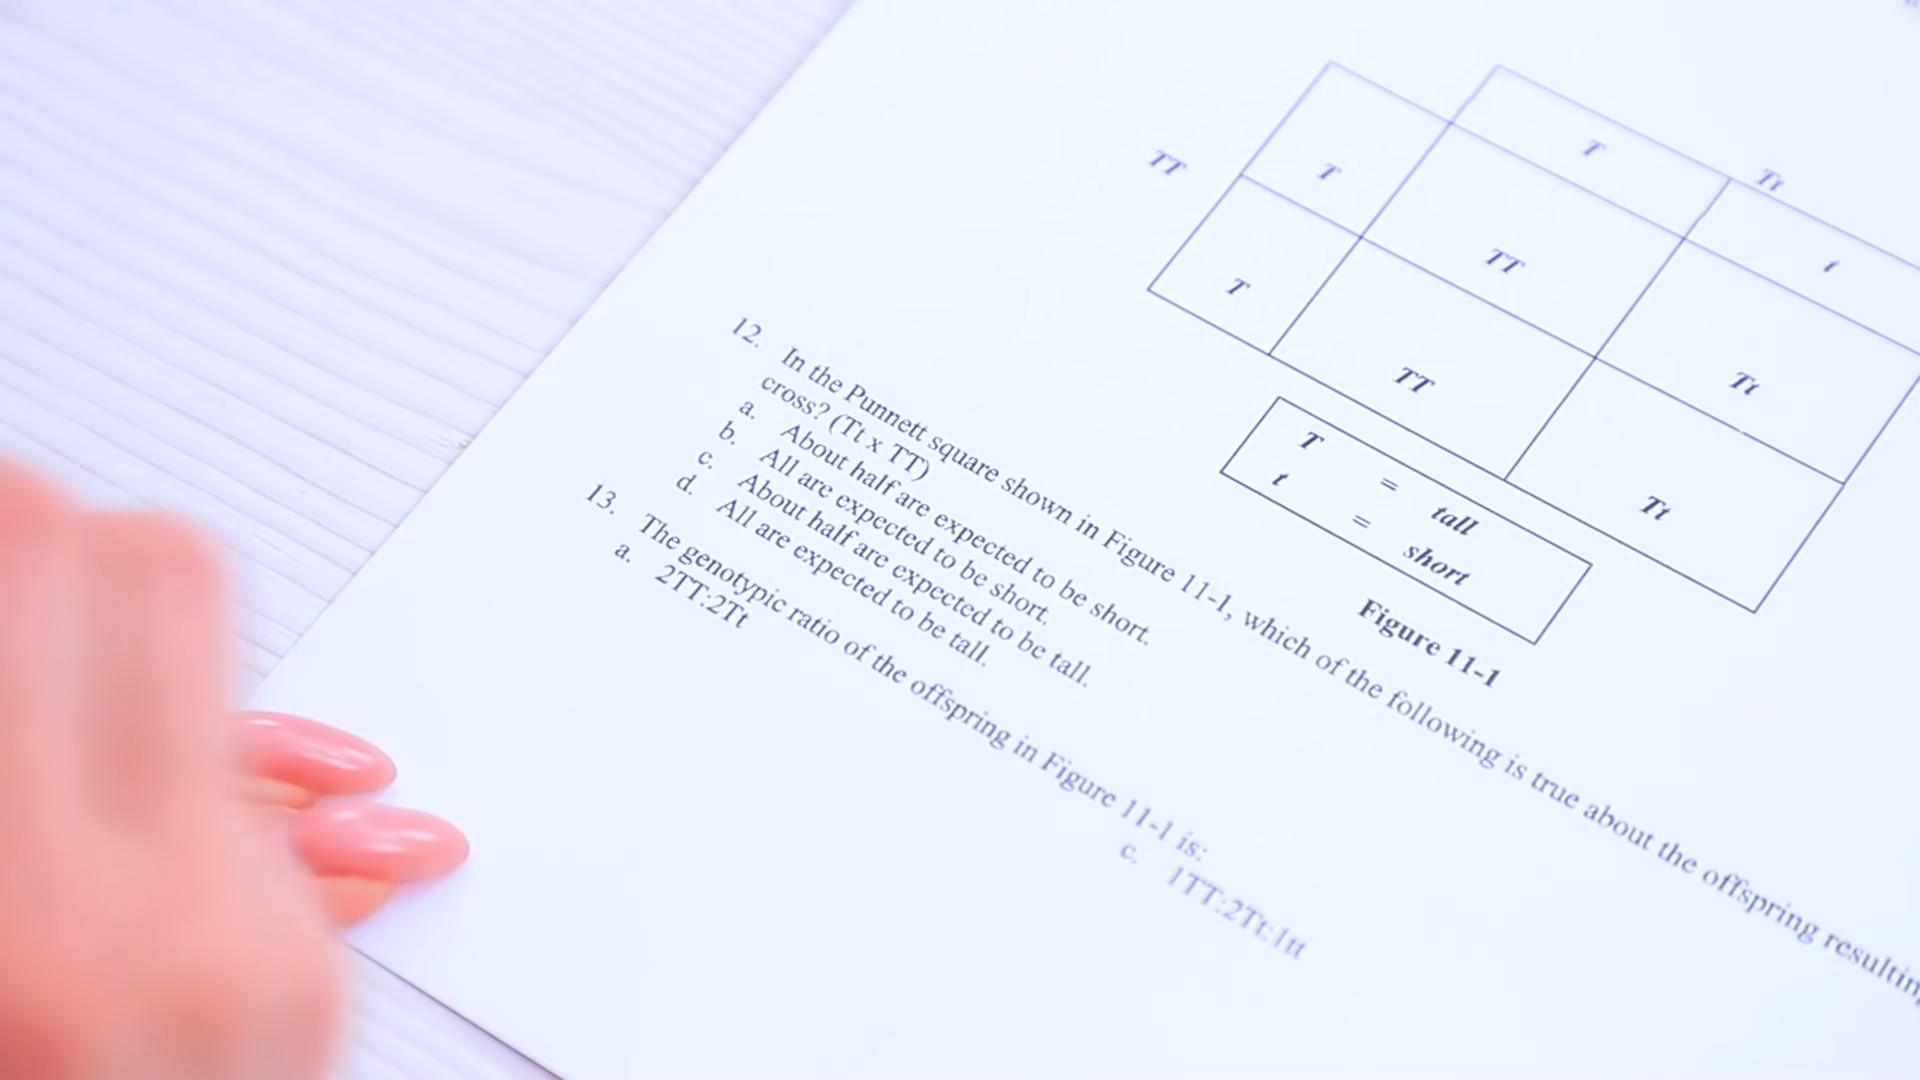 Tt
T t
TT T TT Tt
T TT Tt
T = tall
t = short
Figure 11-1
12. In the Punnett square shown in Figure 11-1, which of the following is true about the offspring resulting
cross? (Tt x TT)
a. About half are expected to be short.
b. All are expected to be short.
c. About half are expected to be tall.
d. All are expected to be tall.
13. The genotypic ratio of the offspring in Figure 11-1 is:
a. 2TT:2Tt c. 1TT:2Tt:1tt